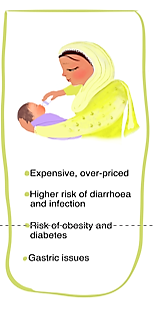 Expensive, over-priced
Higher risk of diarrhoea
and infection
Risk of obesity and
diabetes
Gastric issues